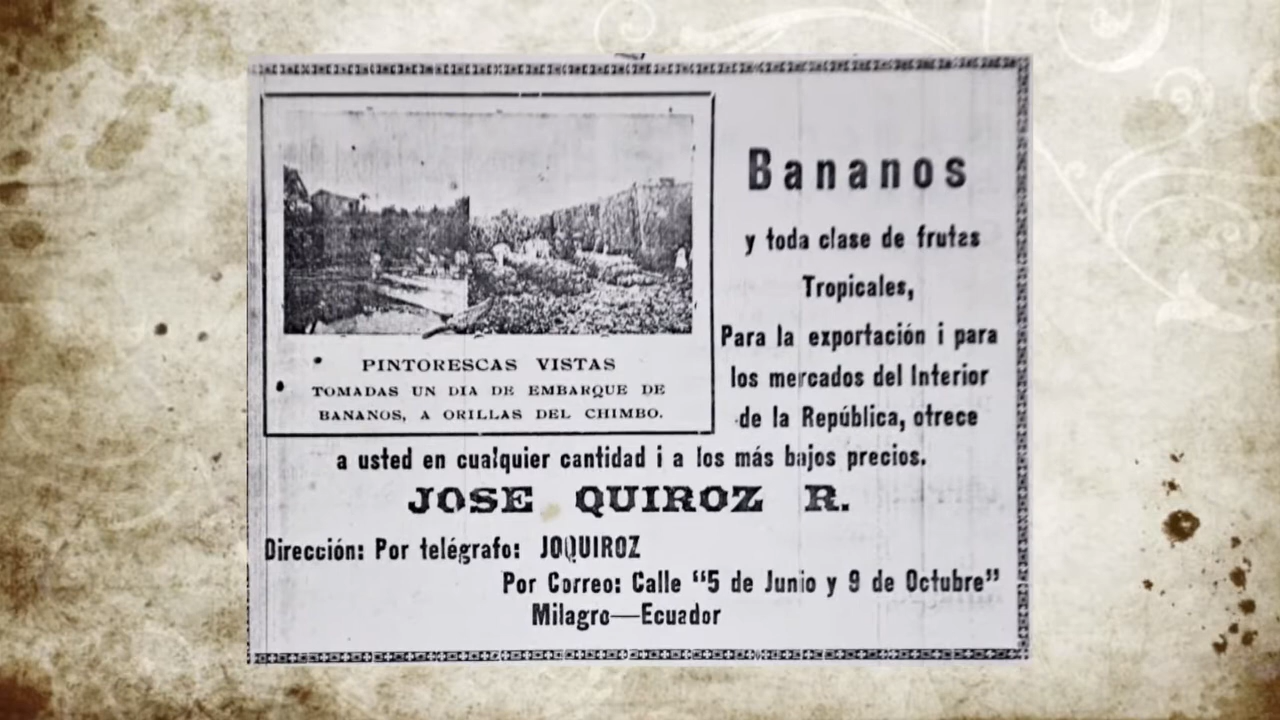 PINTORESCAS VISTAS
TOMADAS UN DIA DE EMBARQUE DE
BANANOS, A ORILLAS DEL CHIMBO.
Bananos
y toda clase de frutas
Tropicales,
Para la exportación i para
los mercados del Interior
de la República, otrece
a usted en cualquier cantidad i a los más bajos precios.
JOSE QUIROZ R.
Dirección: Por telégrafo: JOQUIROZ
Por Correo: Calle “5 de Junio y 9 de Octubre”
Milagro—Ecuador